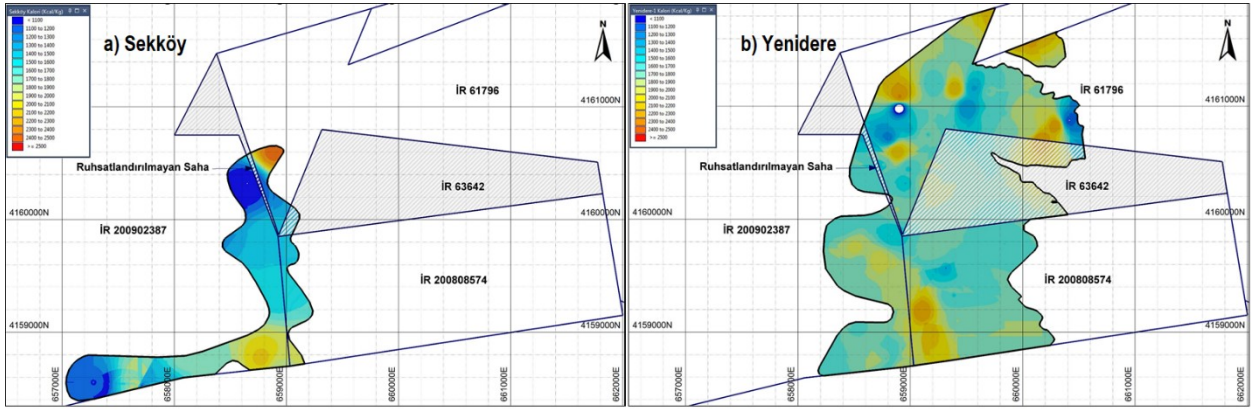 Sekköy Kalori (Kcal/Kg)
< 1100
1100 to 1200
1200 to 1300
1300 to 1400
1400 to 1500
1500 to 1600
1600 to 1700
1700 to 1800
1800 to 1900
1900 to 2000
2000 to 2100
2100 to 2200
2200 to 2300
2300 to 2400
2400 to 2500
>= 2500
a) Sekköy
N
İR 61796
4161000N
Ruhsatlandırılmayan Saha
İR 63642
4160000N
4160000N
İR 200902387
İR 200808574
4159000N
4159000N
657000E
658000E
659000E
660000E
661000E
662000E
Yenidere-2 Kalori (Kcal/Kg)
< 1100
1100 to 1200
1200 to 1300
1300 to 1400
1400 to 1500
1500 to 1600
1600 to 1700
1700 to 1800
1800 to 1900
1900 to 2000
2000 to 2100
2100 to 2200
2200 to 2300
2300 to 2400
2400 to 2500
>= 2500
b) Yenidere
N
İR 61796
4161000N
Ruhsatlandırılmayan Saha
İR 63642
4160000N
4160000N
İR 200902387
İR 200808574
4159000N
4159000N
657000E
658000E
659000E
660000E
661000E
662000E